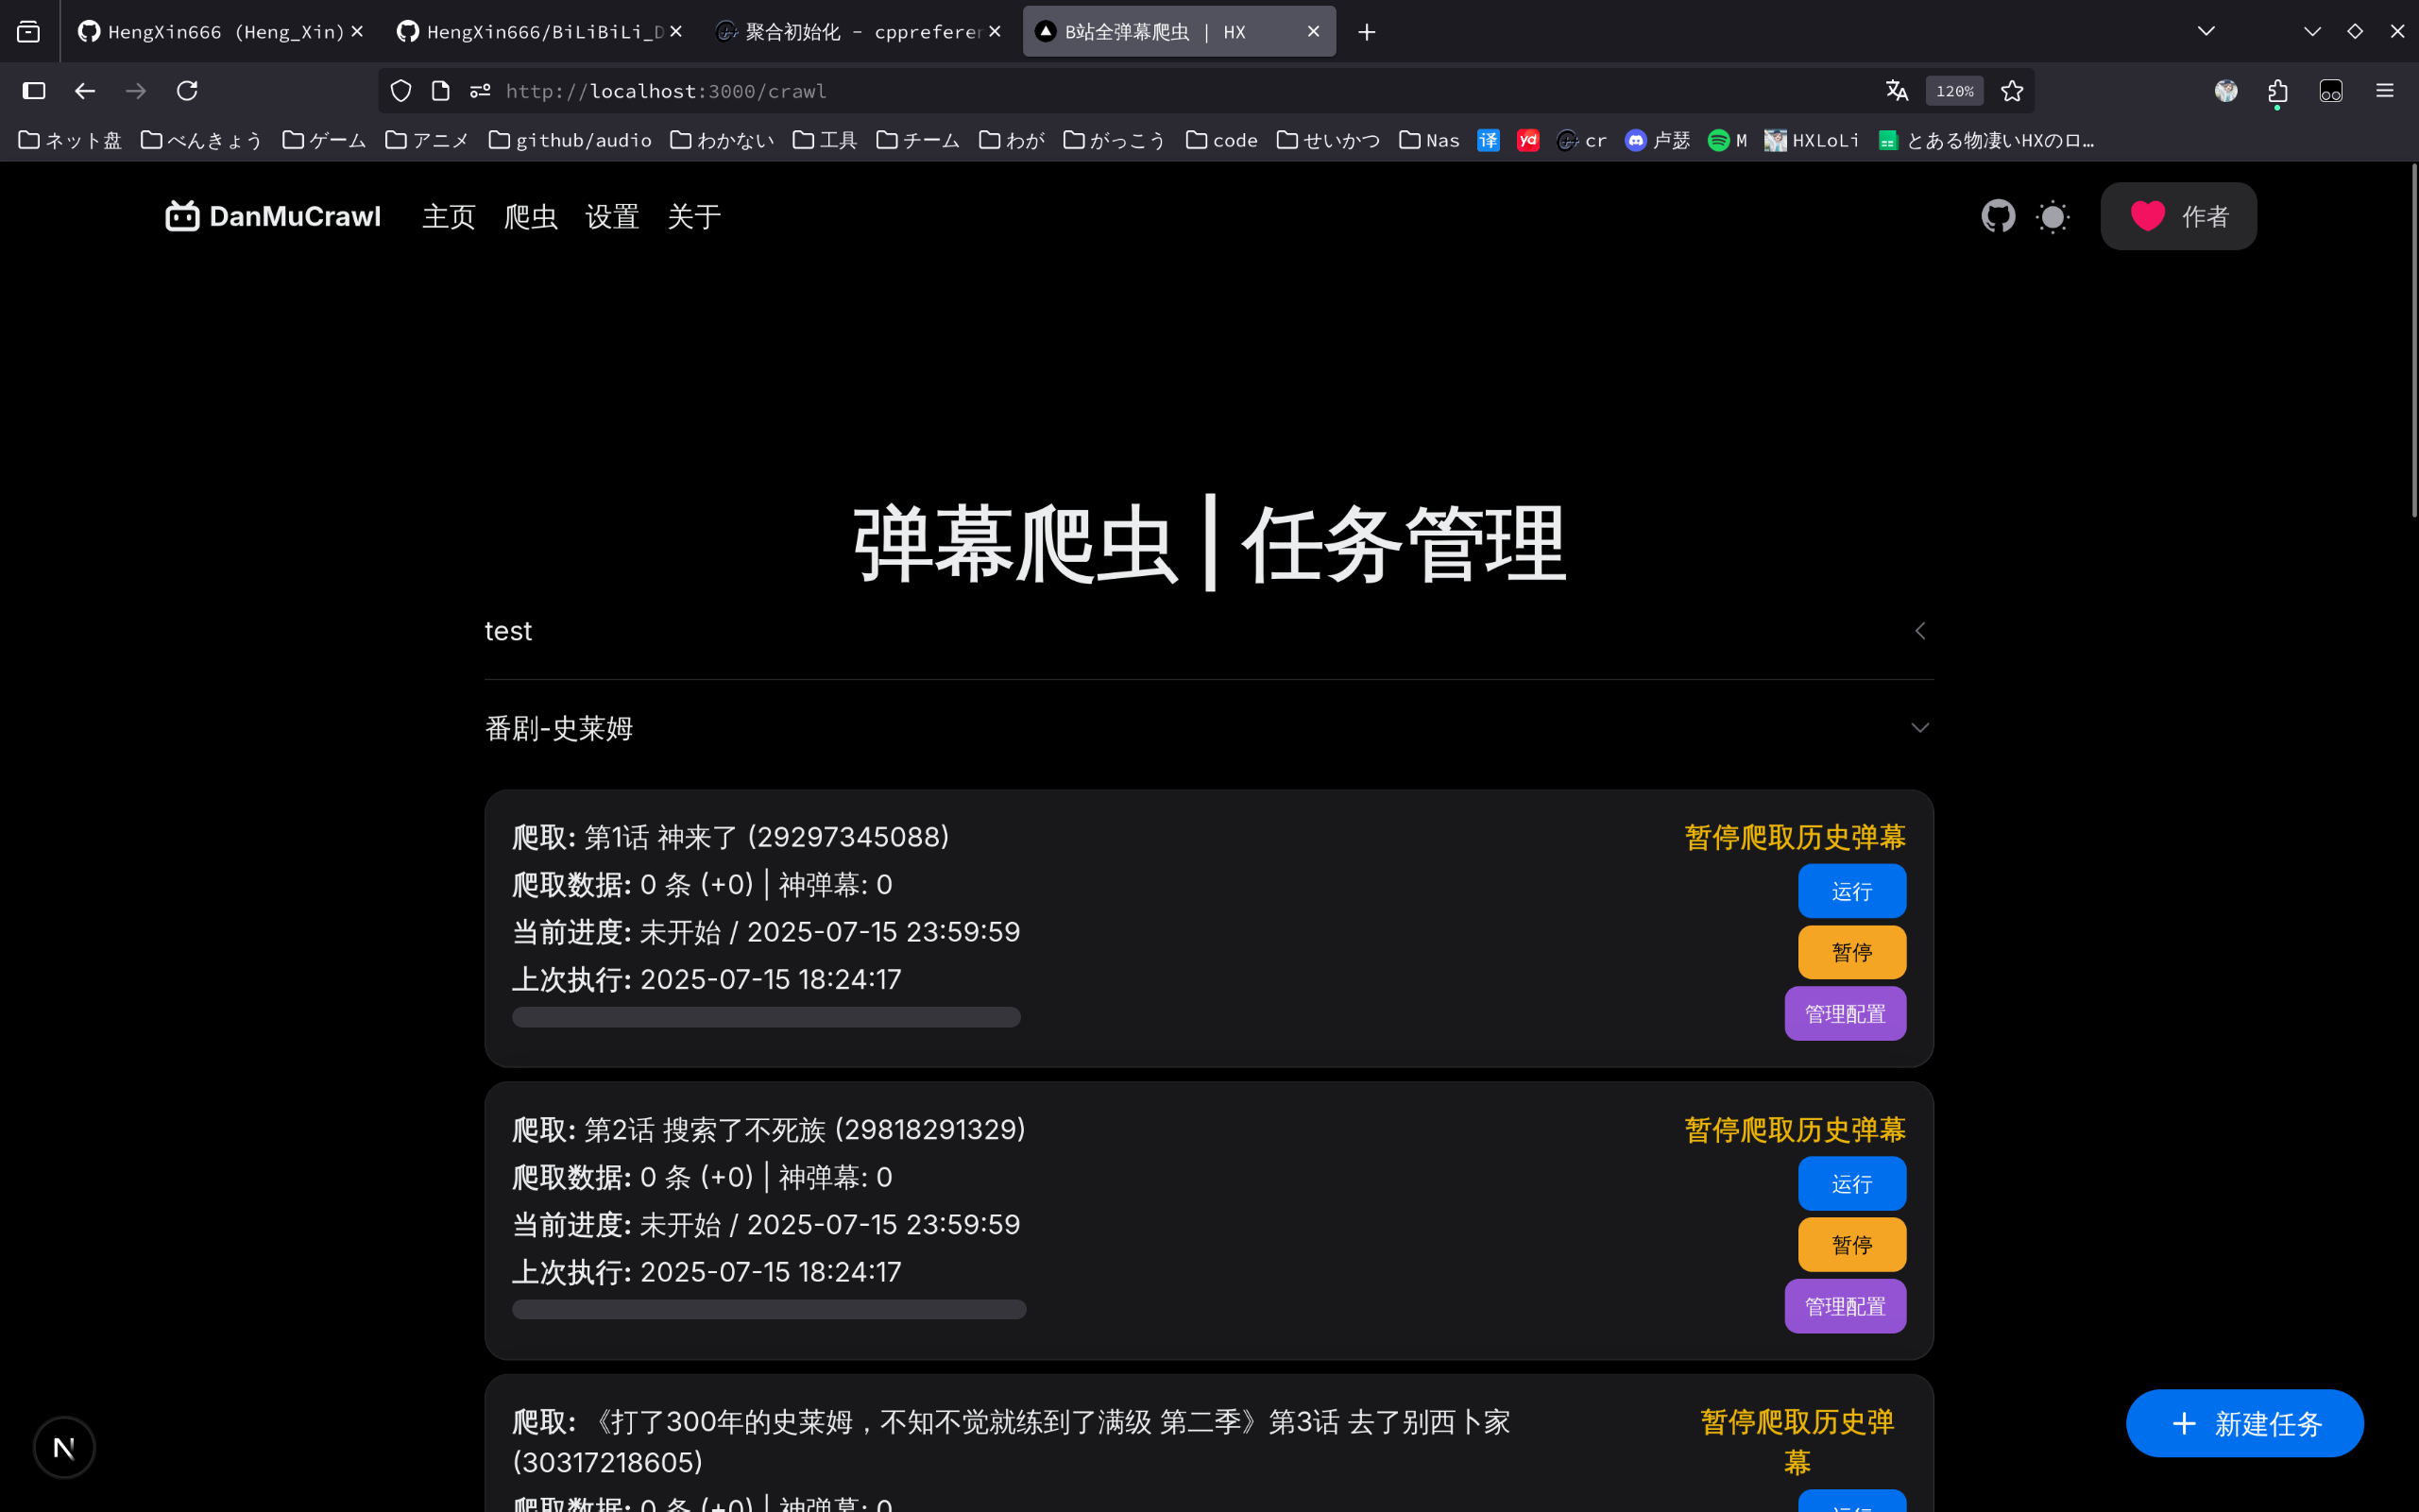 HengXin666 (Heng_Xin)
HengXin666/BiLiBiLi_D
聚合初始化 - cppreferen
B站全弹幕爬虫 | HX
http://localhost:3000/crawl
120%
ネット盘 べんきょう ゲーム アニメ github/audio わかない 工具 チーム わが がっこう code せいかつ Nas 译 yd cr 卢瑟 M HXLoLi とある物凄いHXのロ…
DanMuCrawl 主页 爬虫 设置 关于 作者
弹幕爬虫 | 任务管理
test
番剧-史莱姆
爬取: 第1话 神来了 (29297345088)
暂停爬取历史弹幕
爬取数据: 0 条 (+0) | 神弹幕: 0
运行
当前进度: 未开始 / 2025-07-15 23:59:59
暂停
上次执行: 2025-07-15 18:24:17
管理配置
爬取: 第2话 搜索了不死族 (29818291329)
暂停爬取历史弹幕
爬取数据: 0 条 (+0) | 神弹幕: 0
运行
当前进度: 未开始 / 2025-07-15 23:59:59
暂停
上次执行: 2025-07-15 18:24:17
管理配置
爬取: 《打了300年的史莱姆，不知不觉就练到了满级 第二季》第3话 去了别西卜家
(30317218605)
暂停爬取历史弹
幕
爬取数据: 0 条 (+0) | 神弹幕: 0
运行
N
新建任务